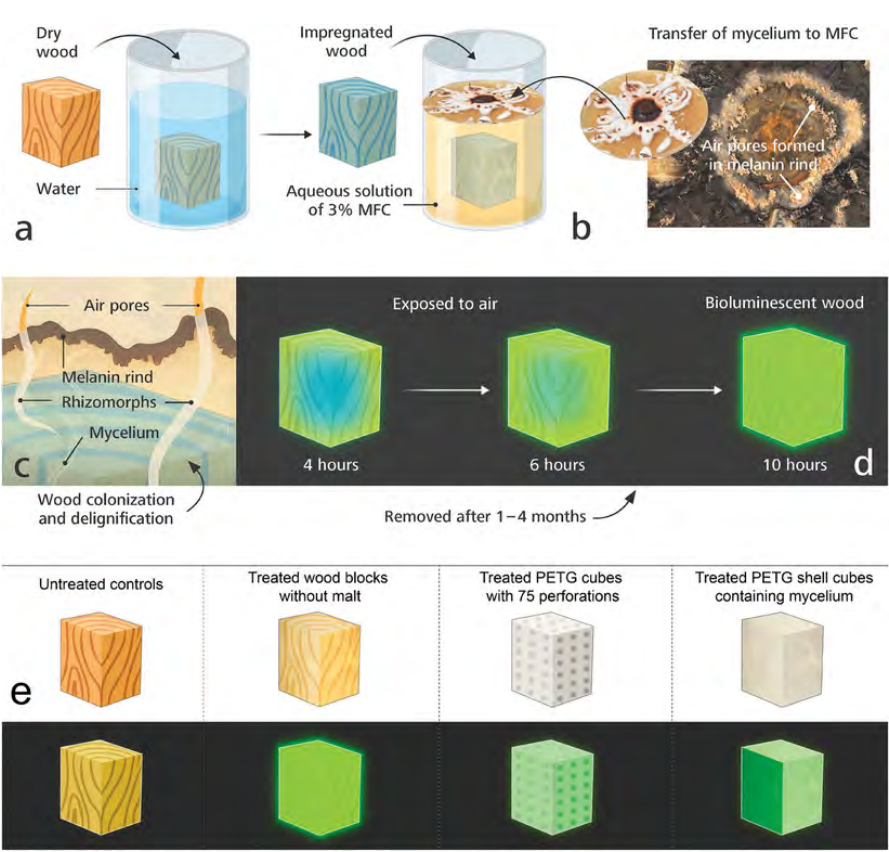 Dry
wood
Impregnated
wood
Transfer of mycelium to MFC
Air pores formed
in melanin rind
Water
Aqueous solution
of 3% MFC
a
b
Air pores
Exposed to air
Bioluminescent wood
Melanin rind
Rhizomorphs
Mycelium
c
4 hours
6 hours
10 hours
d
Wood colonization
and delignification
Removed after 1–4 months
Untreated controls
Treated wood blocks
without malt
Treated PETG cubes
with 75 perforations
Treated PETG shell cubes
containing mycelium
e